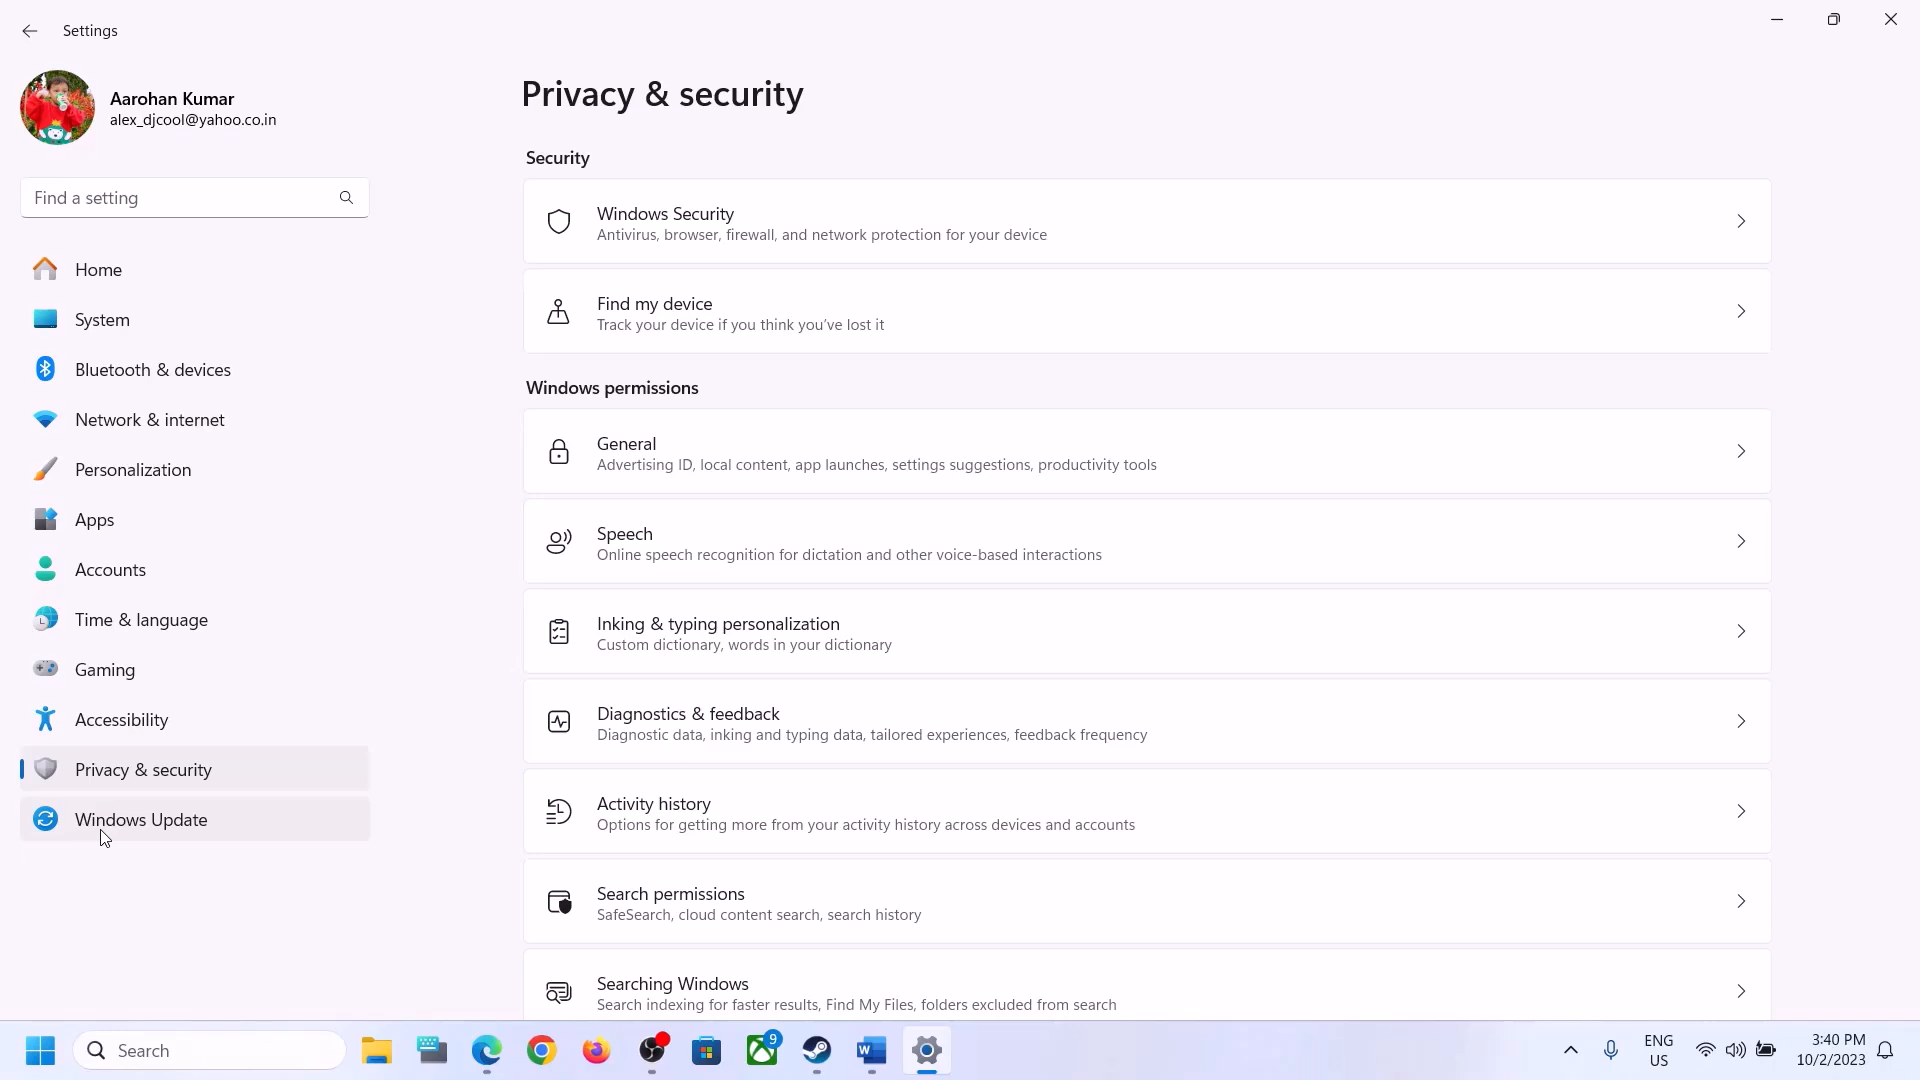 Settings
Aarohan Kumar
alex_djcool@yahoo.co.in
Find a setting
Home
System
Bluetooth & devices
Network & internet
Personalization
Apps
Accounts
Time & language
Gaming
Accessibility
Privacy & security
Windows Update
Privacy & security
Security
Windows Security
Antivirus, browser, firewall, and network protection for your device
Find my device
Track your device if you think you've lost it
Windows permissions
General
Advertising ID, local content, app launches, settings suggestions, productivity tools
Speech
Online speech recognition for dictation and other voice-based interactions
Inking & typing personalization
Custom dictionary, words in your dictionary
Diagnostics & feedback
Diagnostic data, inking and typing data, tailored experiences, feedback frequency
Activity history
Options for getting more from your activity history across devices and accounts
Search permissions
SafeSearch, cloud content search, search history
Searching Windows
Search indexing for faster results, Find My Files, folders excluded from search
Search
9
W
ENG
US
3:40 PM
10/2/2023